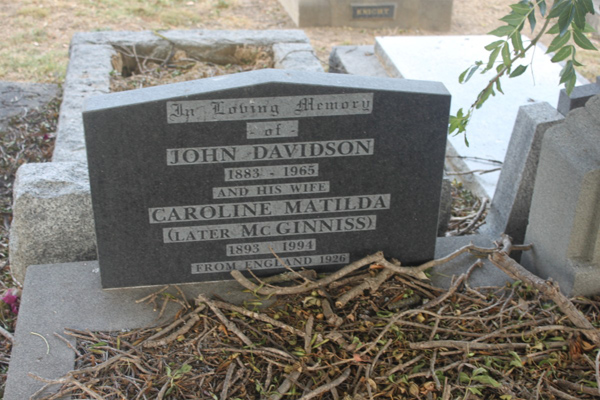 KNIGHT
In Loving Memory
- of -
JOHN DAVIDSON
1883 - 1965
AND HIS WIFE
CAROLINE MATILDA
(LATER McGINNISS)
1893 - 1994
FROM ENGLAND 1926